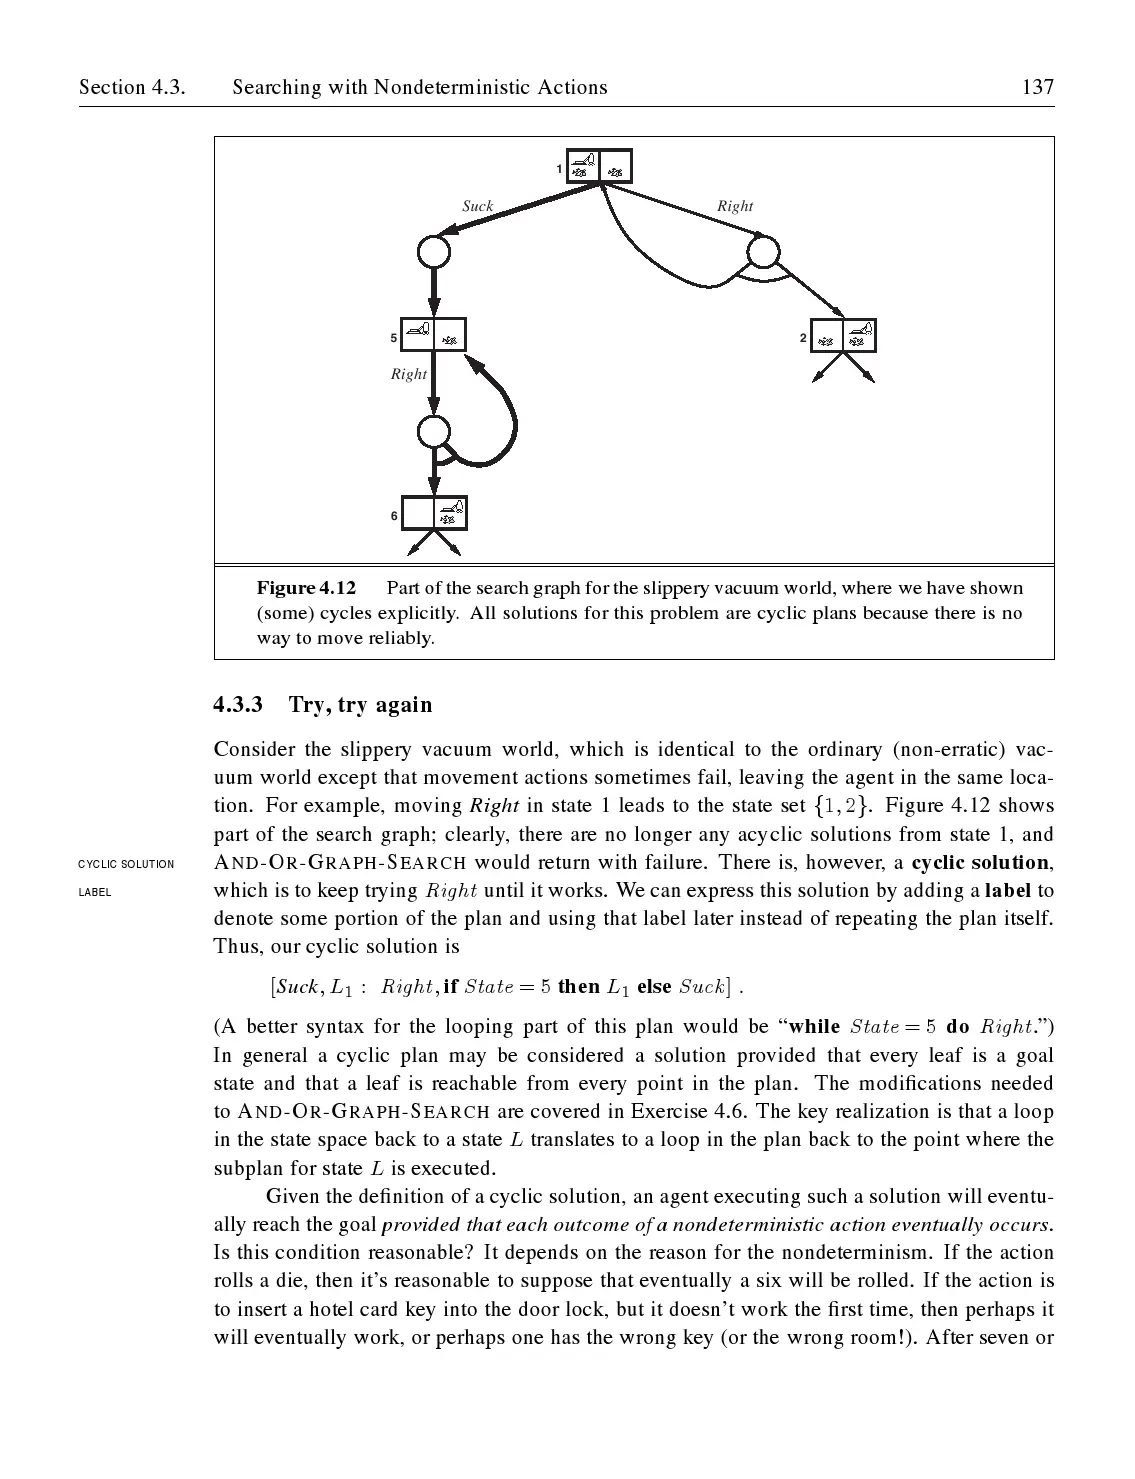 Section 4.3. Searching with Nondeterministic Actions 137
1
Suck Right
5 2
Right
6
Figure 4.12 Part of the search graph for the slippery vacuum world, where we have shown
(some) cycles explicitly. All solutions for this problem are cyclic plans because there is no
way to move reliably.
4.3.3 Try, try again
Consider the slippery vacuum world, which is identical to the ordinary (non-erratic) vac-
uum world except that movement actions sometimes fail, leaving the agent in the same loca-
tion. For example, moving Right in state 1 leads to the state set {1, 2}. Figure 4.12 shows
part of the search graph; clearly, there are no longer any acyclic solutions from state 1, and
CYCLIC SOLUTION AND-OR-GRAPH-SEARCH would return with failure. There is, however, a cyclic solution,
LABEL which is to keep trying Right until it works. We can express this solution by adding a label to
denote some portion of the plan and using that label later instead of repeating the plan itself.
Thus, our cyclic solution is
[Suck, L1 : Right, if State = 5 then L1 else Suck] .
(A better syntax for the looping part of this plan would be “while State = 5 do Right.”)
In general a cyclic plan may be considered a solution provided that every leaf is a goal
state and that a leaf is reachable from every point in the plan. The modifications needed
to AND-OR-GRAPH-SEARCH are covered in Exercise 4.6. The key realization is that a loop
in the state space back to a state L translates to a loop in the plan back to the point where the
subplan for state L is executed.
Given the definition of a cyclic solution, an agent executing such a solution will eventu-
ally reach the goal provided that each outcome of a nondeterministic action eventually occurs.
Is this condition reasonable? It depends on the reason for the nondeterminism. If the action
rolls a die, then it’s reasonable to suppose that eventually a six will be rolled. If the action is
to insert a hotel card key into the door lock, but it doesn’t work the first time, then perhaps it
will eventually work, or perhaps one has the wrong key (or the wrong room!). After seven or